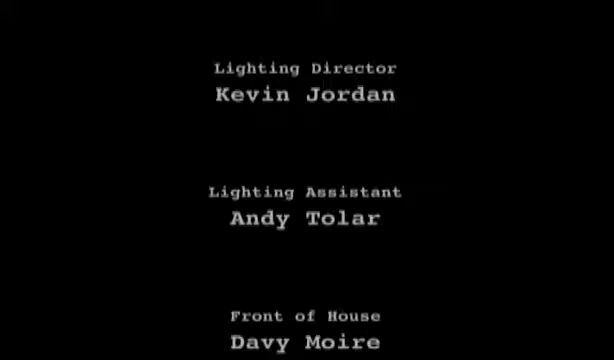 Lighting Director
Kevin Jordan
Lighting Assistant
Andy Tolar
Front of House
Davy Moire